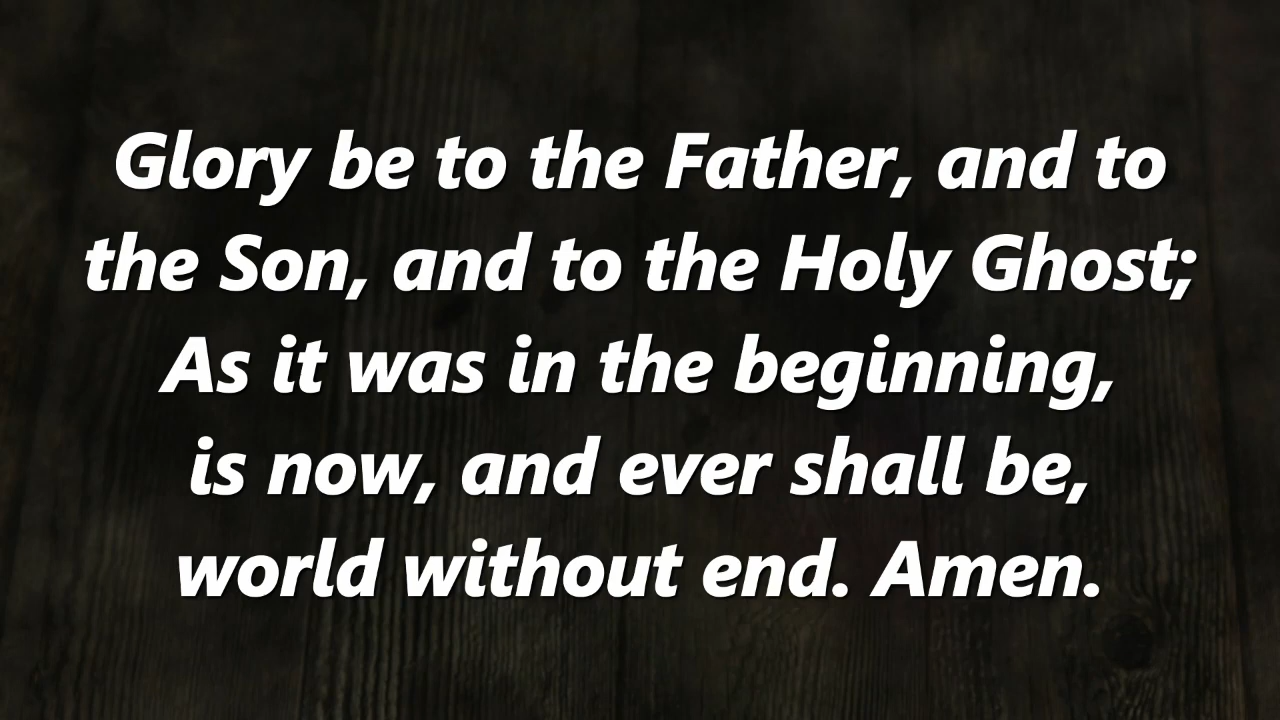 Glory be to the Father, and to
the Son, and to the Holy Ghost;
As it was in the beginning,
is now, and ever shall be,
world without end. Amen.